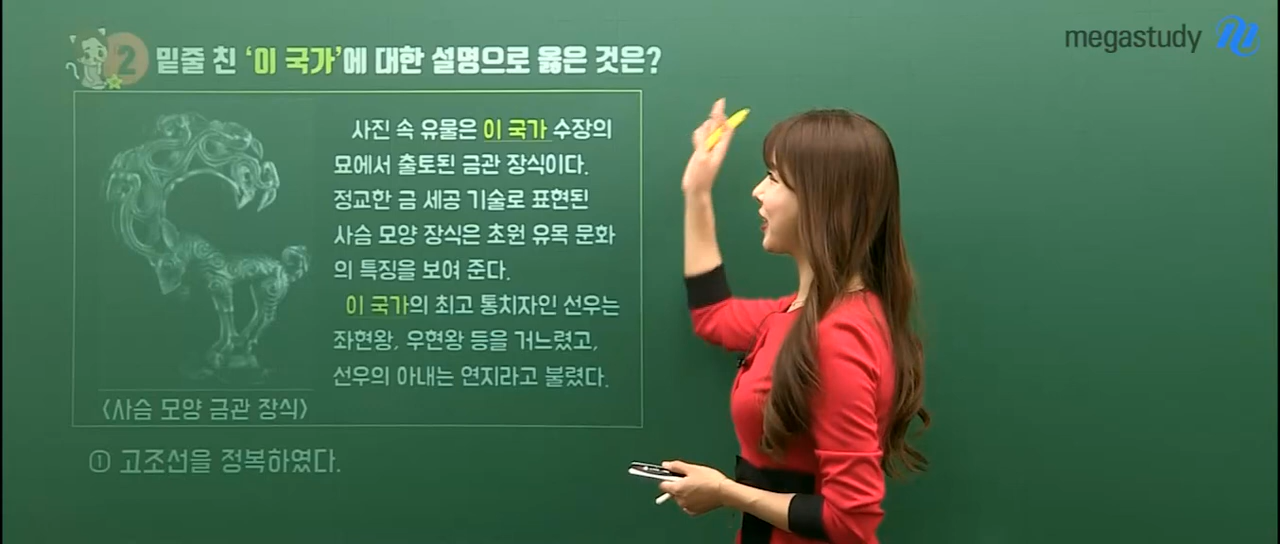 megastudy
2 밑줄 친 ‘이 국가’에 대한 설명으로 옳은 것은?
사진 속 유물은 이 국가 수장의
묘에서 출토된 금관 장식이다.
정교한 금 세공 기술로 표현된
사슴 모양 장식은 초원 유목 문화
의 특징을 보여 준다.
이 국가의 최고 통치자인 선우는
좌현왕, 우현왕 등을 거느렸고,
선우의 아내는 연지라고 불렸다.
〈사슴 모양 금관 장식〉
① 고조선을 정복하였다.